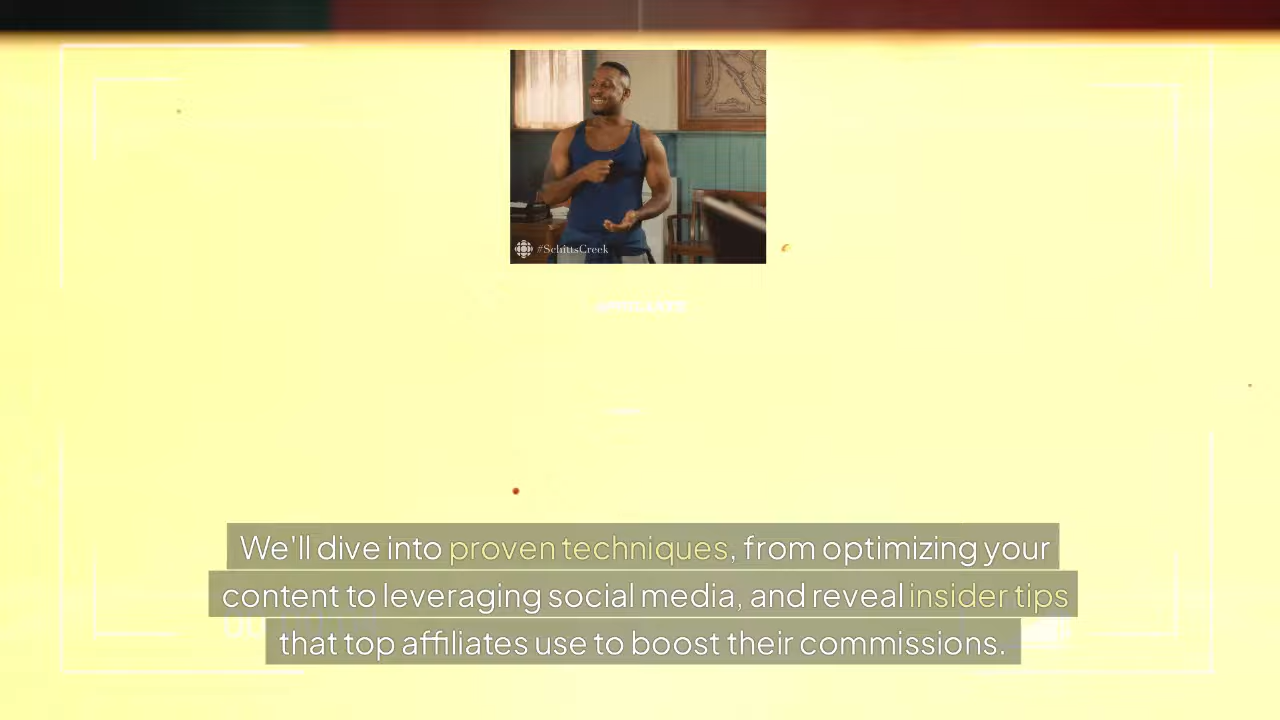 #SchittsCreek
We'll dive into proven techniques, from optimizing your
content to leveraging social media, and reveal insider tips
that top affiliates use to boost their commissions.